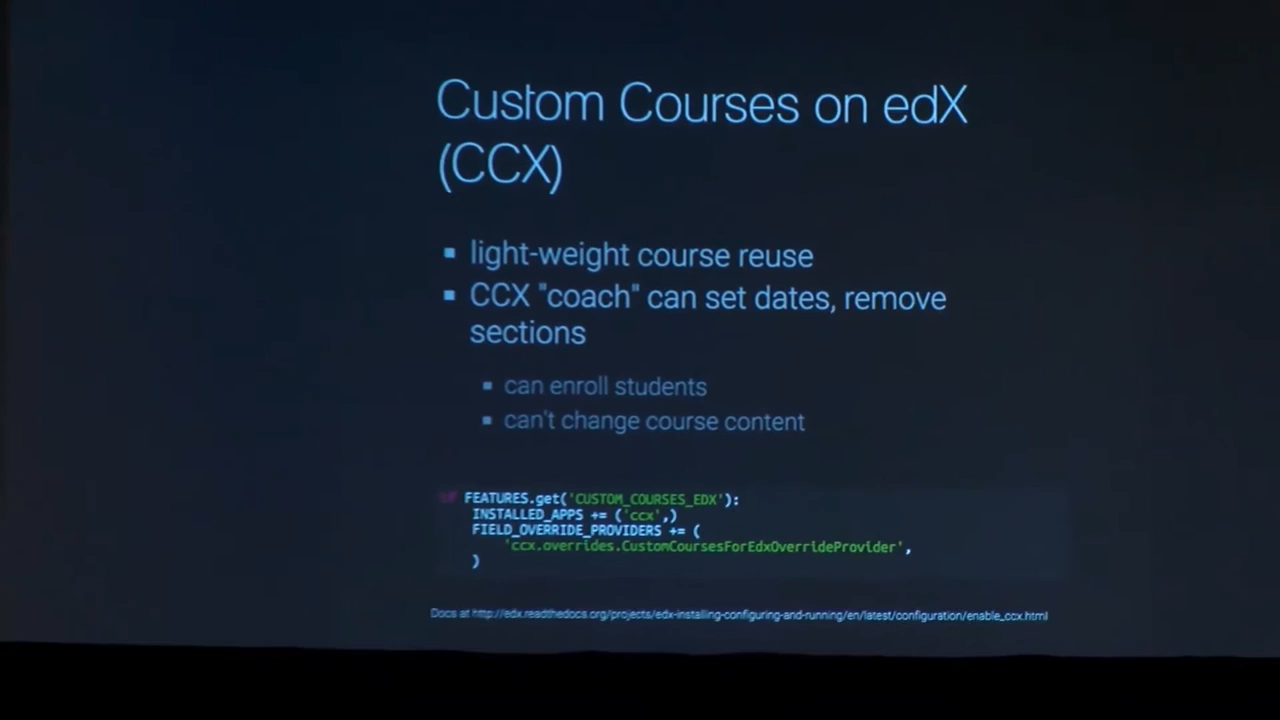 Custom Courses on edX
(CCX)
▪ light-weight course reuse
▪ CCX "coach" can set dates, remove
sections
▪ can enroll students
▪ can't change course content
if FEATURES.get('CUSTOM_COURSES_EDX'):
INSTALLED_APPS += ('ccx',)
FIELD_OVERRIDE_PROVIDERS += (
'ccx.overrides.CustomCoursesForEdxOverrideProvider',
)
Docs at http://edx.readthedocs.org/projects/edx-installing-configuring-and-running/en/latest/configuration/enable_ccx.html